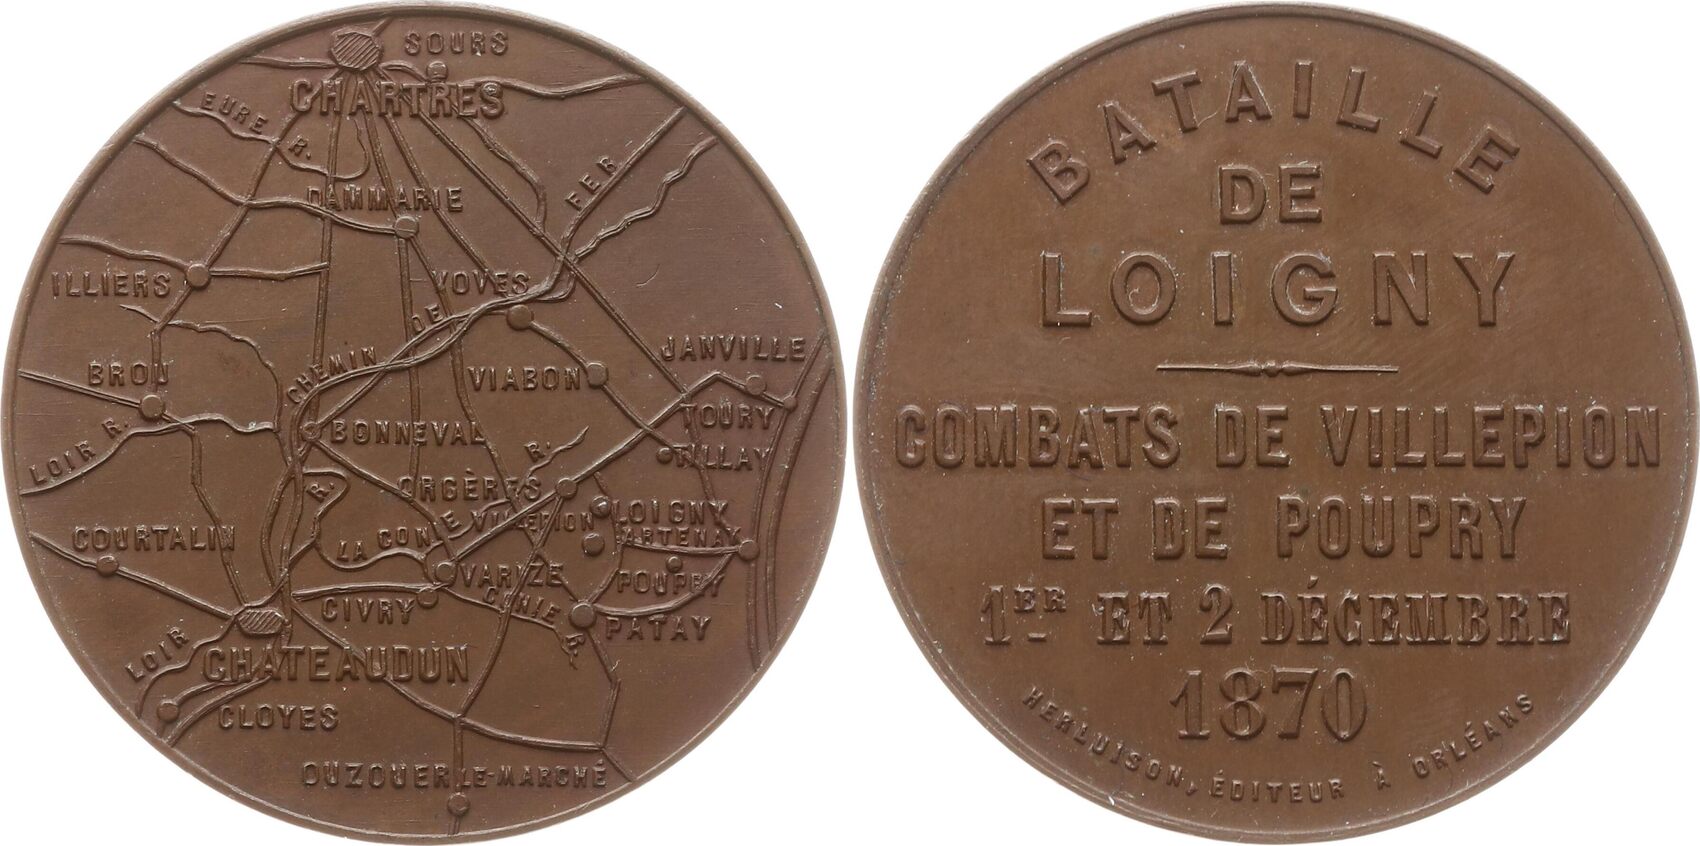 SOURS
CHARTRES
EURE R.
DAMMARIE
FER
ILLIERS
VOVES
DE
CHEMIN
JANVILLE
BROU
VIABON
TOURY
LOIR R.
BONNEVAL
TILLAY
ORGÈRES
R.
LOIGNY
VILLEPION
ARTENAY
COURTALIN
LA CONIE R.
VARIZE
POUPRY
CIVRY
CONIE R.
PATAY
LOIR
CHATEAUDUN
CLOYES
OUZOUER LE-MARCHÉ
BATAILLE
DE
LOIGNY
COMBATS DE VILLEPION
ET DE POUPRY
1ER ET 2 DÉCEMBRE
1870
HERLUISON, ÉDITEUR À ORLÉANS